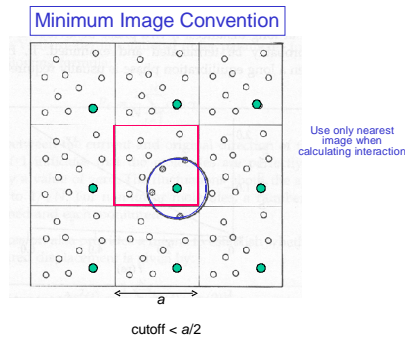 Minimum Image Convention
Use only nearest
image when
calculating interaction
a
cutoff < a/2